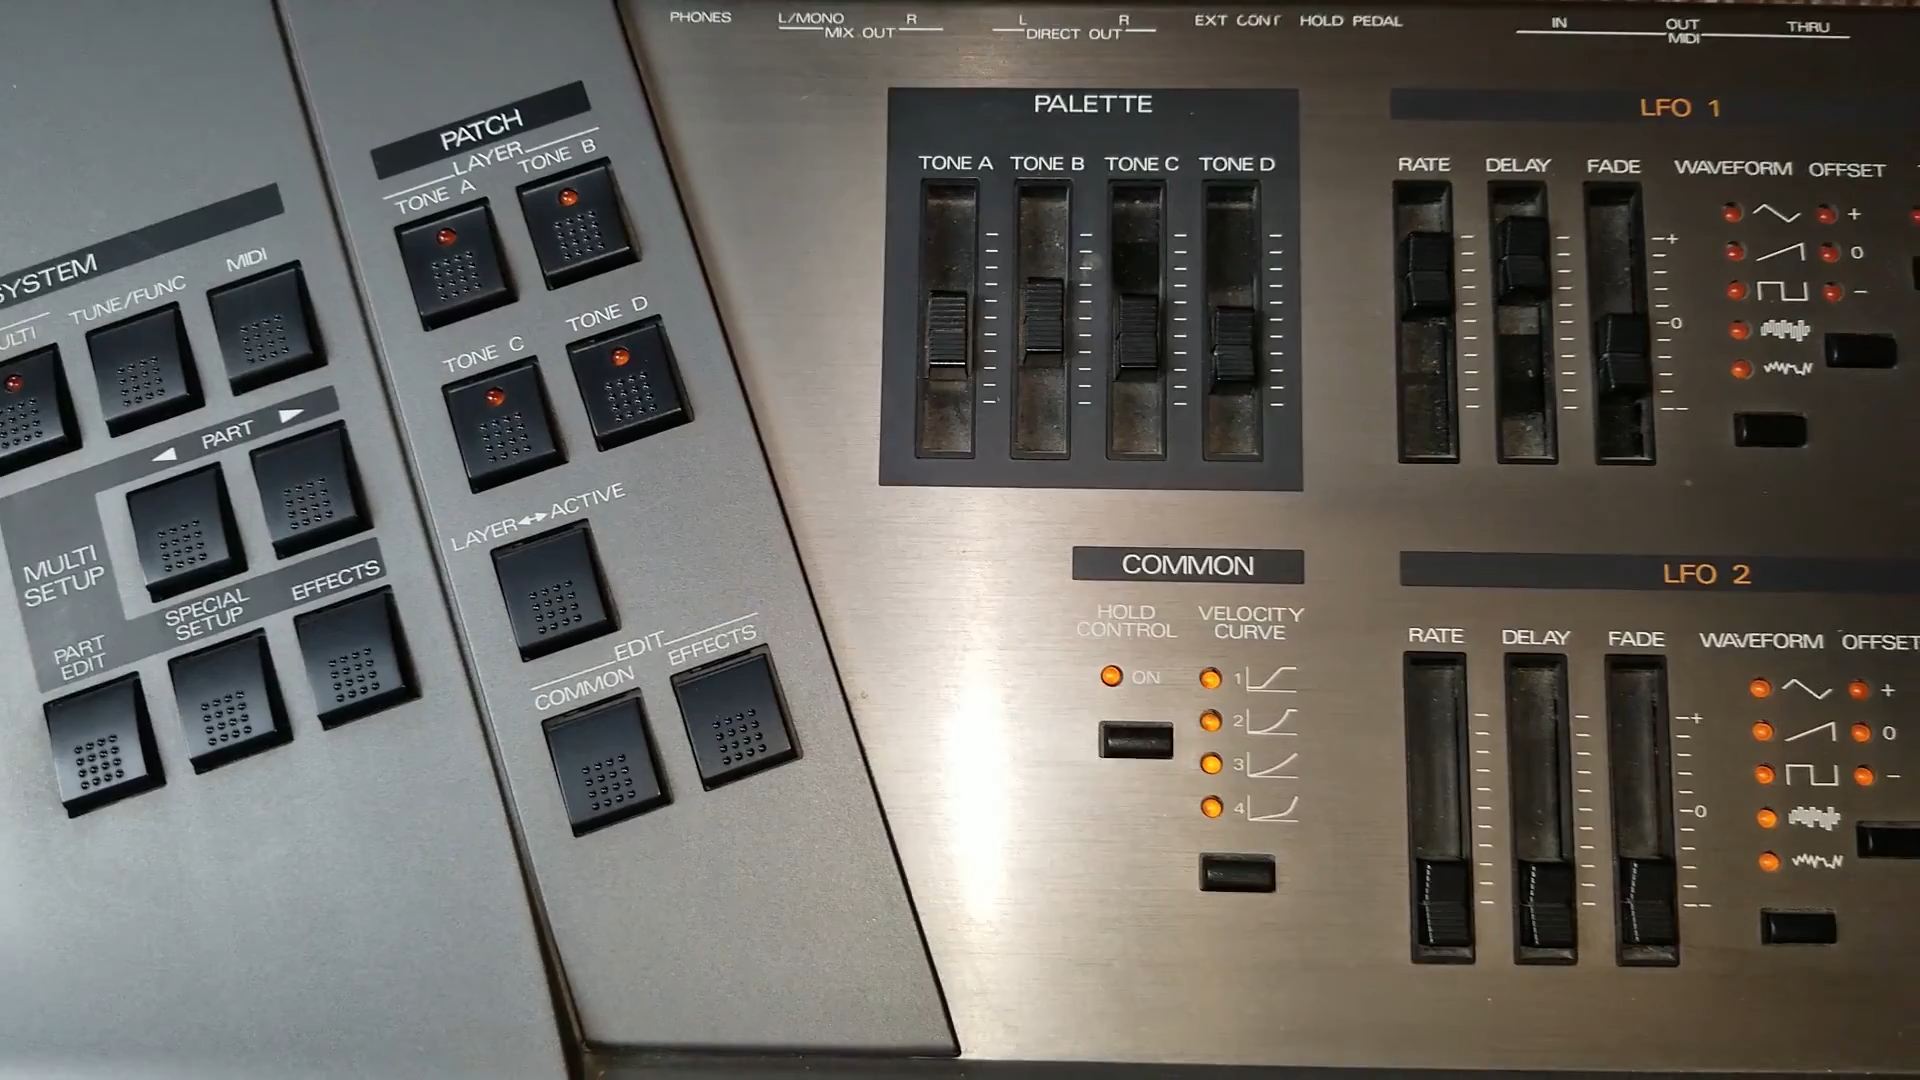 PHONES
L/MONO R
MIX OUT
L R
DIRECT OUT
EXT CONT
HOLD PEDAL
IN OUT THRU
MIDI
SYSTEM
TUNE/FUNC
MIDI
◀ PART ▶
MULTI
SETUP
PART
EDIT
SPECIAL
SETUP
EFFECTS
PATCH
LAYER
TONE A
TONE B
TONE C
TONE D
LAYER↔ACTIVE
EDIT
COMMON
EFFECTS
PALETTE
TONE A TONE B TONE C TONE D
COMMON
HOLD
CONTROL
ON
VELOCITY
CURVE
1
2
3
4
LFO 1
RATE DELAY FADE WAVEFORM OFFSET
+
0
−
+
0
−
LFO 2
RATE DELAY FADE WAVEFORM OFFSET
+
0
−
+
0
−